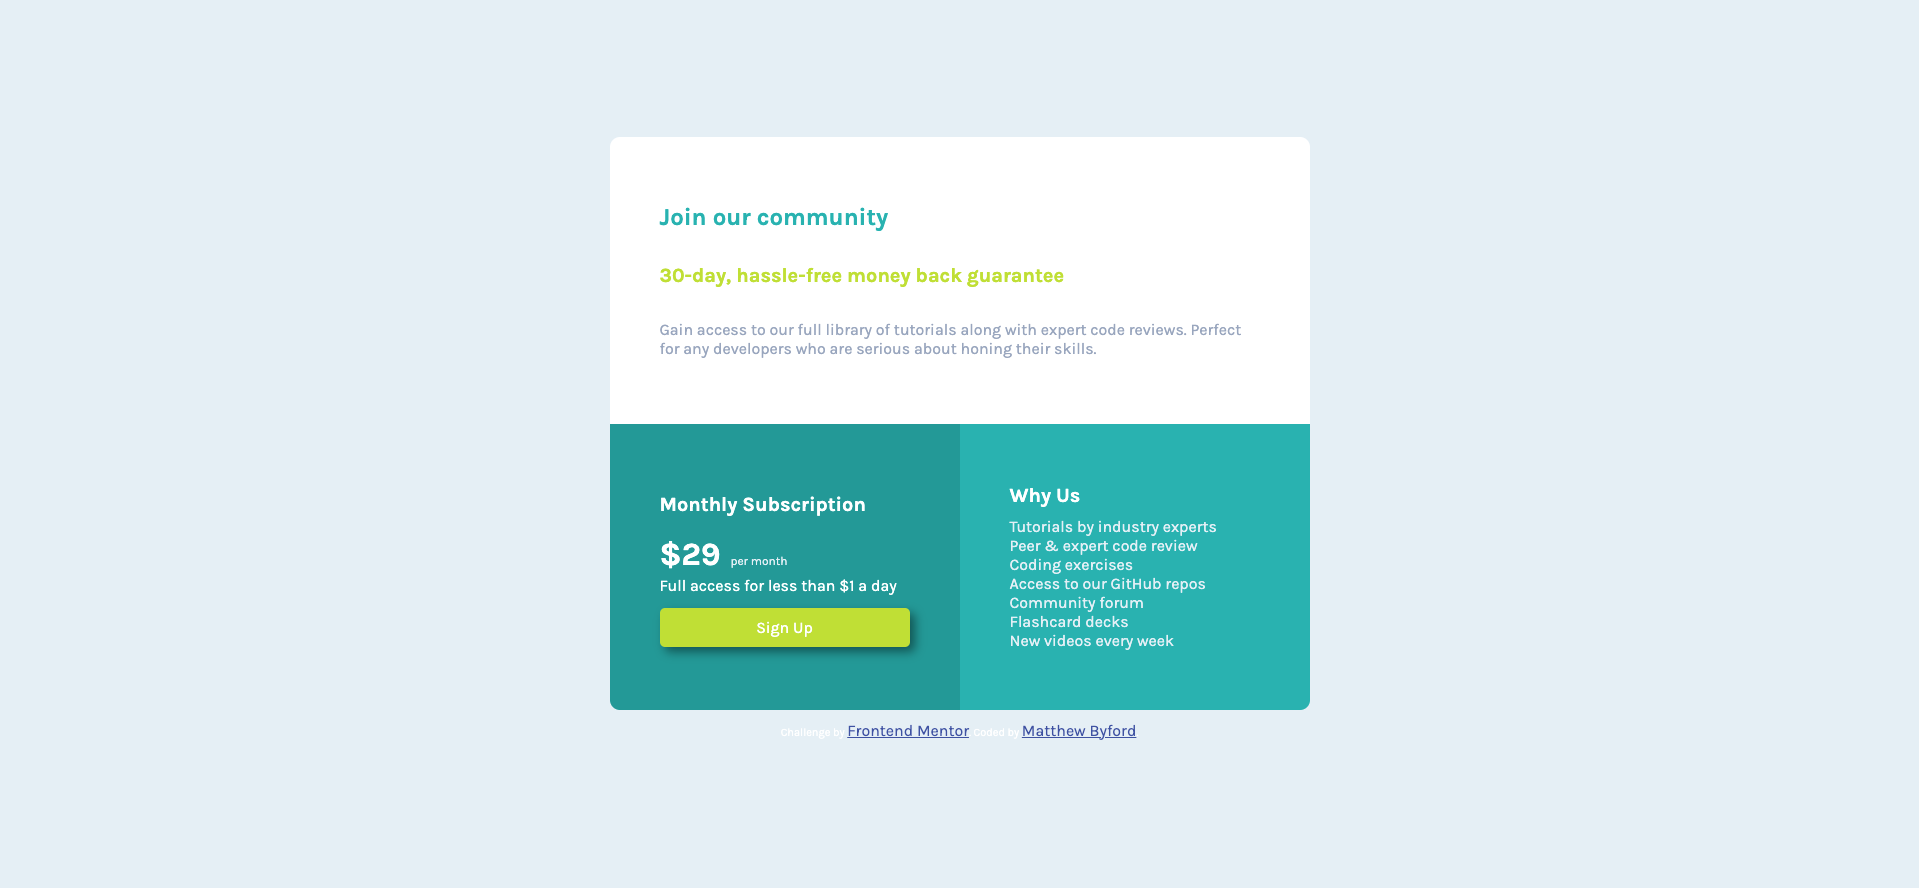 Join our community
30-day, hassle-free money back guarantee
Gain access to our full library of tutorials along with expert code reviews. Perfect
for any developers who are serious about honing their skills.
Monthly Subscription
$29 per month
Full access for less than $1 a day
Sign Up
Why Us
Tutorials by industry experts
Peer & expert code review
Coding exercises
Access to our GitHub repos
Community forum
Flashcard decks
New videos every week
Challenge by Frontend Mentor. Coded by Matthew Byford